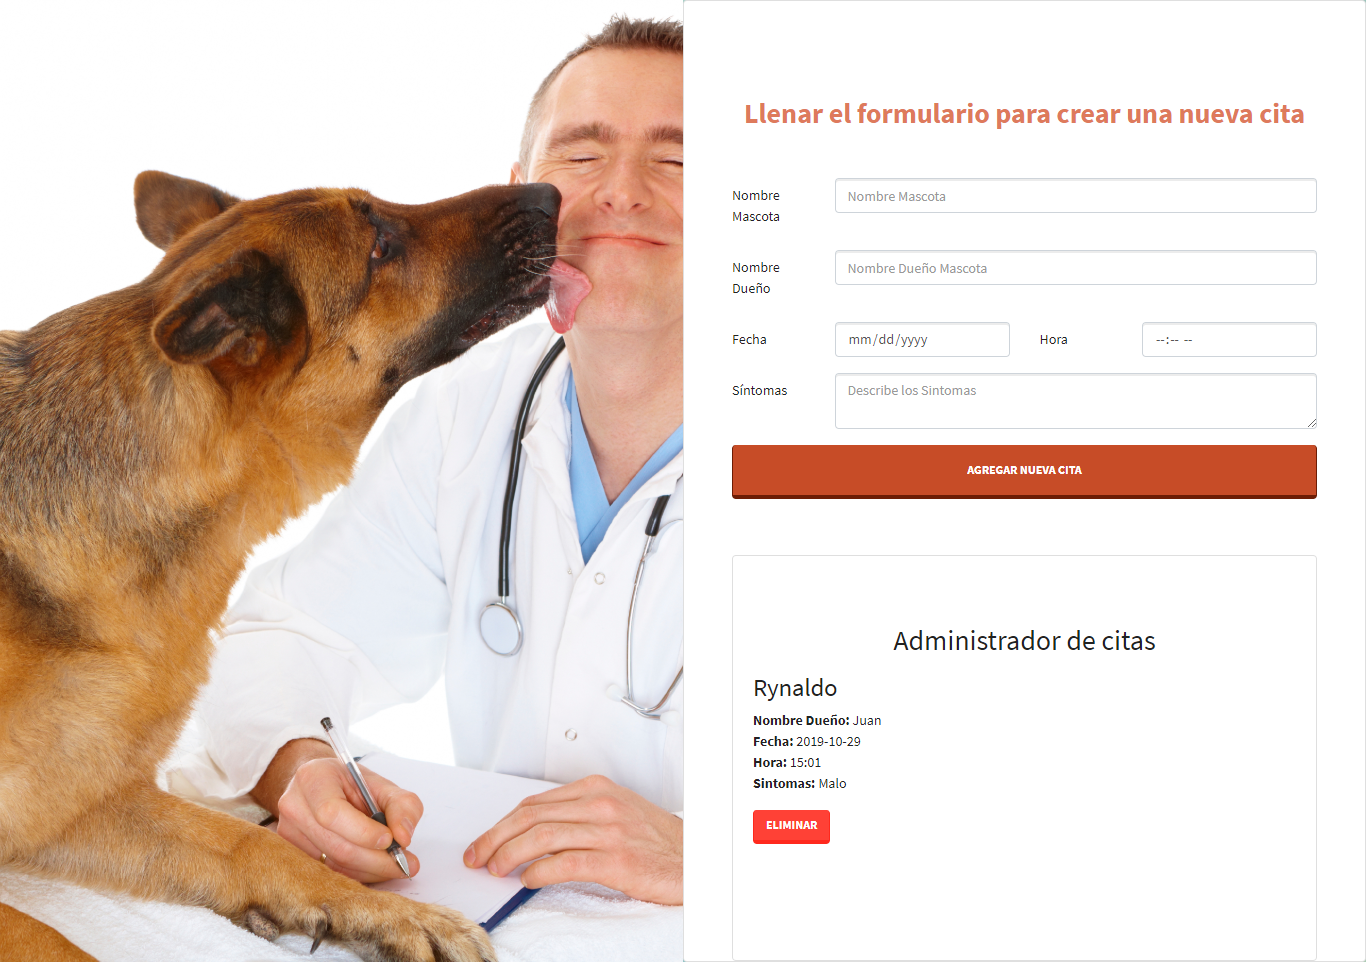 Llenar el formulario para crear una nueva cita
Nombre
Mascota
Nombre Mascota
Nombre
Dueño
Nombre Dueño Mascota
Fecha
mm/dd/yyyy
Hora
--:-- --
Síntomas
Describe los Sintomas
AGREGAR NUEVA CITA
Administrador de citas
Rynaldo
Nombre Dueño: Juan
Fecha: 2019-10-29
Hora: 15:01
Sintomas: Malo
ELIMINAR